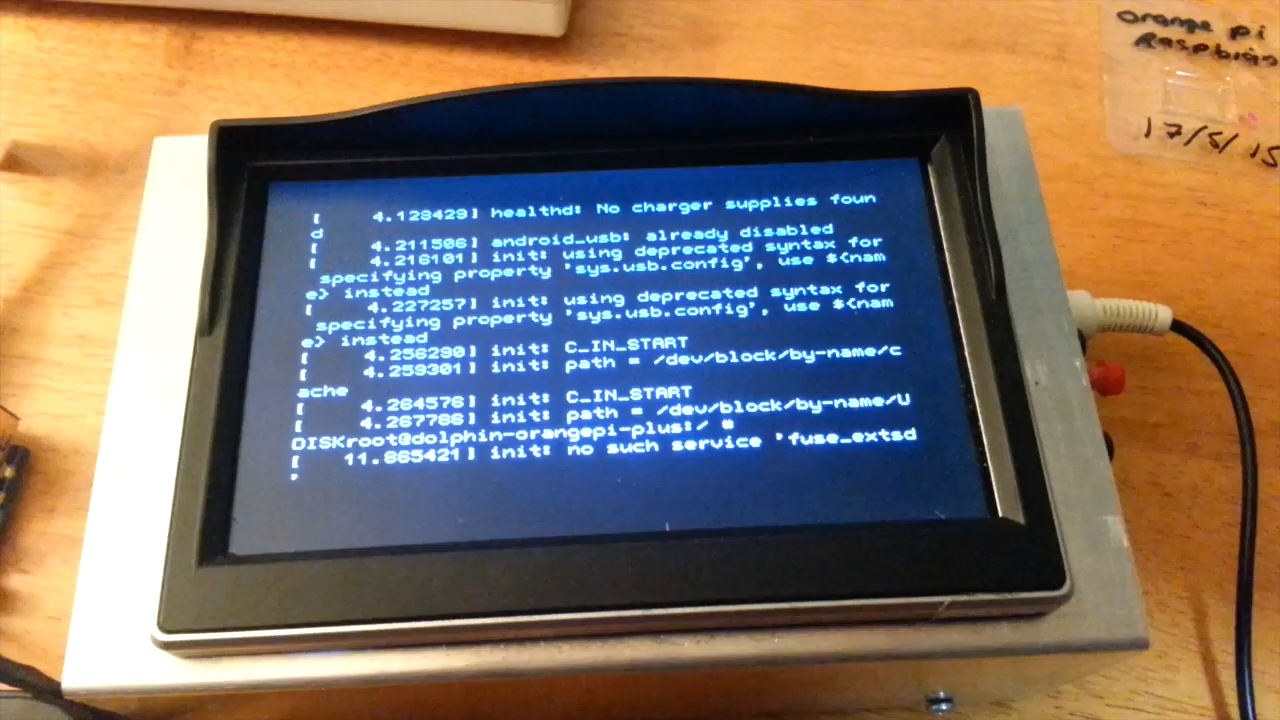 orange pi
Raspbian
17/5/15
[ 4.128429] healthd: No charger supplies foun
d
[ 4.211506] android_usb: already disabled
[ 4.216101] init: using deprecated syntax for
specifying property 'sys.usb.config', use ${nam
e} instead
[ 4.227257] init: using deprecated syntax for
specifying property 'sys.usb.config', use ${nam
e} instead
[ 4.256290] init: C_IN_START
[ 4.259301] init: path = /dev/block/by-name/c
ache
[ 4.264576] init: C_IN_START
[ 4.267786] init: path = /dev/block/by-name/U
DISKroot@dolphin-orangepi-plus:/ #
[ 11.865421] init: no such service 'fuse_extsd
'